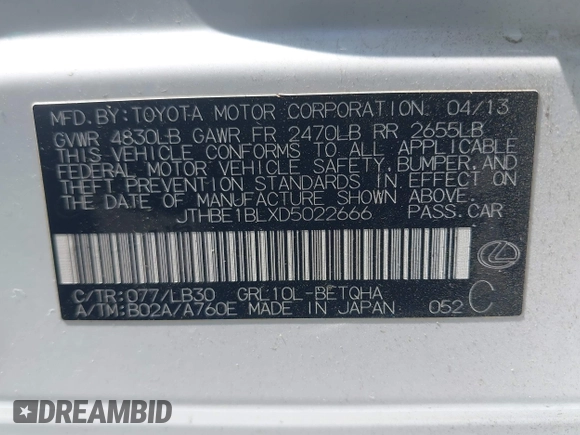 MFD.BY:TOYOTA MOTOR CORPORATION 04/13
GVWR 4830LB GAWR FR 2470LB RR 2655LB
THIS VEHICLE CONFORMS TO ALL APPLICABLE
FEDERAL MOTOR VEHICLE SAFETY, BUMPER, AND
THEFT PREVENTION STANDARDS IN EFFECT ON
THE DATE OF MANUFACTURE SHOWN ABOVE.
JTHBE1BLXD5022666 PASS.CAR
C/TR:077/LB30 GRL10L-BETQHA
A/TM:B02A/A760E MADE IN JAPAN 052 C
DREAMBID